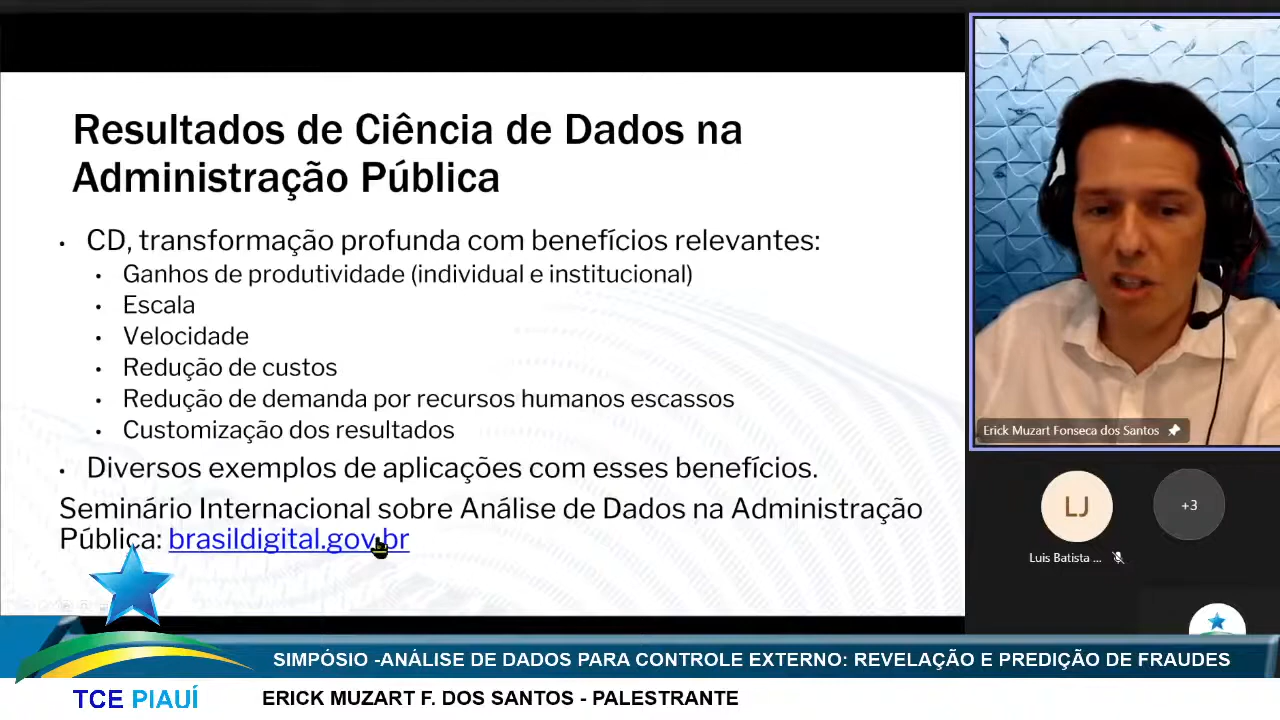 Resultados de Ciência de Dados na
Administração Pública
• CD, transformação profunda com benefícios relevantes:
• Ganhos de produtividade (individual e institucional)
• Escala
• Velocidade
• Redução de custos
• Redução de demanda por recursos humanos escassos
• Customização dos resultados
• Diversos exemplos de aplicações com esses benefícios.
Seminário Internacional sobre Análise de Dados na Administração
Pública: brasildigital.gov.br
Erick Muzart Fonseca dos Santos
LJ
+3
Luis Batista ...
SIMPÓSIO -ANÁLISE DE DADOS PARA CONTROLE EXTERNO: REVELAÇÃO E PREDIÇÃO DE FRAUDES
TCE PIAUÍ
ERICK MUZART F. DOS SANTOS - PALESTRANTE